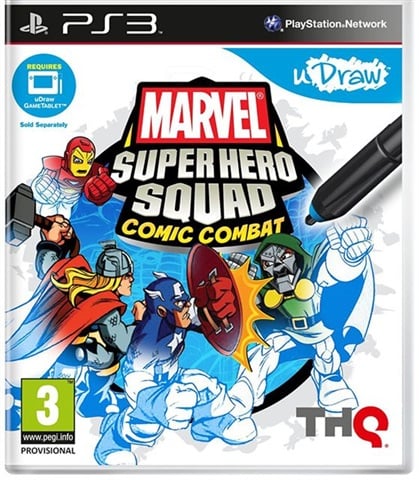 PS3
PlayStation®Network
REQUIRES
uDraw
GAMETABLET™
Sold Separately
uDraw
MARVEL
SUPER HERO
SQUAD
COMIC COMBAT
3
www.pegi.info
PROVISIONAL
THQ